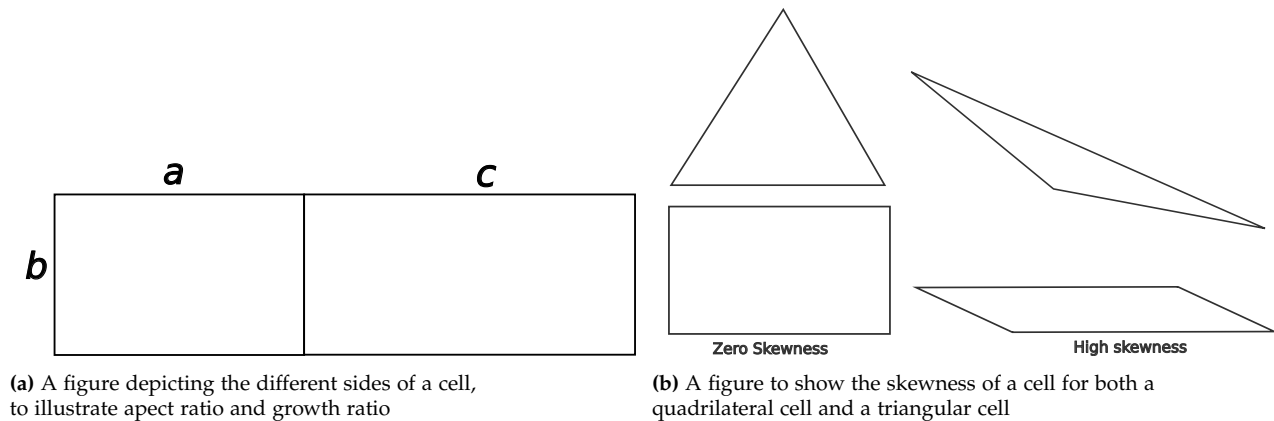 a
c
b
Zero Skewness
High skewness
(a) A figure depicting the different sides of a cell,
to illustrate apect ratio and growth ratio
(b) A figure to show the skewness of a cell for both a
quadrilateral cell and a triangular cell